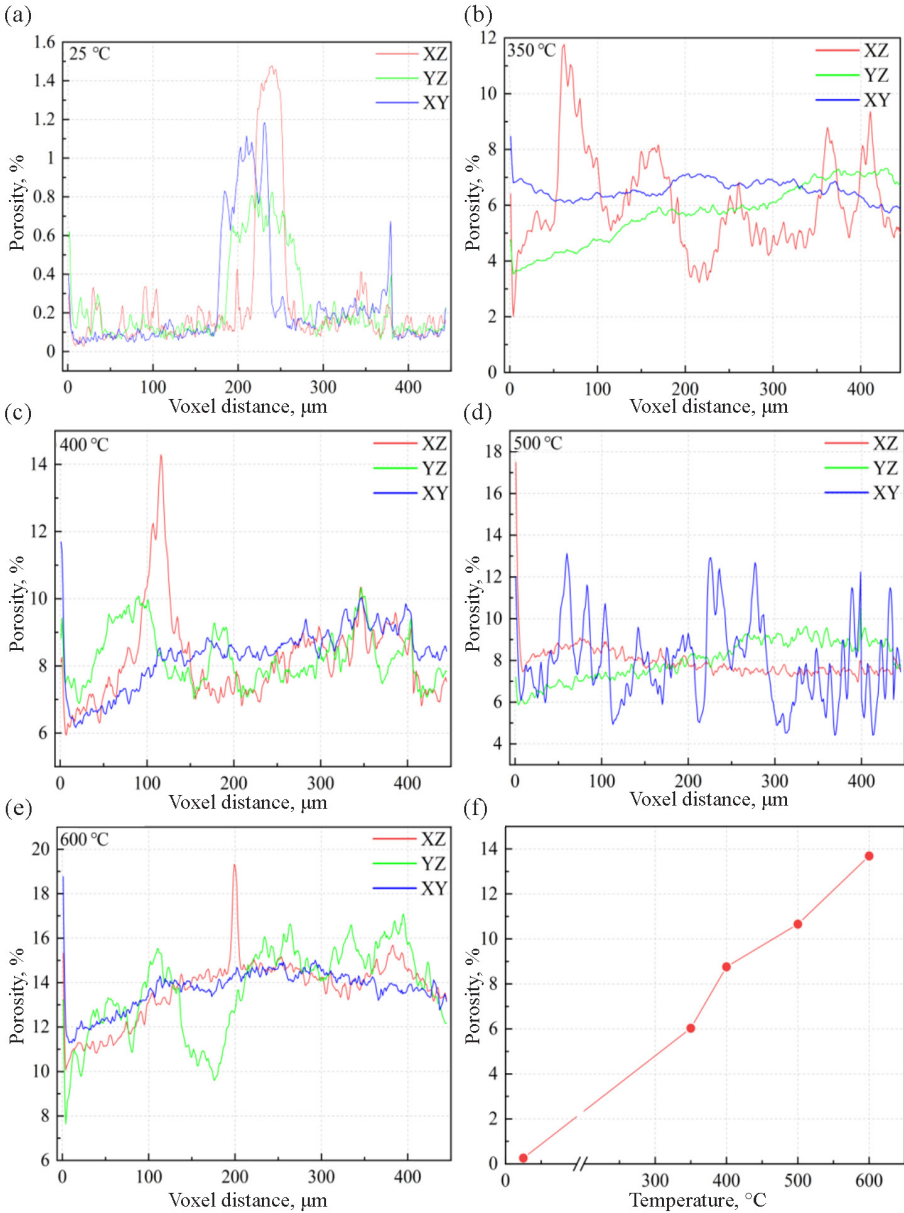 (a)
25 °C
XZ
YZ
XY
1.6
1.4
1.2
1
0.8
0.6
0.4
0.2
0
Porosity, %
0 100 200 300 400
Voxel distance, μm
(b)
350 °C
XZ
YZ
XY
12
10
8
6
4
2
0
Porosity, %
0 100 200 300 400
Voxel distance, μm
(c)
400 °C
XZ
YZ
XY
14
12
10
8
6
Porosity, %
0 100 200 300 400
Voxel distance, μm
(d)
500 °C
XZ
YZ
XY
18
16
14
12
10
8
6
4
Porosity, %
0 100 200 300 400
Voxel distance, μm
(e)
600 °C
XZ
YZ
XY
20
18
16
14
12
10
8
6
Porosity, %
0 100 200 300 400
Voxel distance, μm
(f)
14
12
10
8
6
4
2
0
Porosity, %
0 300 400 500 600
Temperature, °C